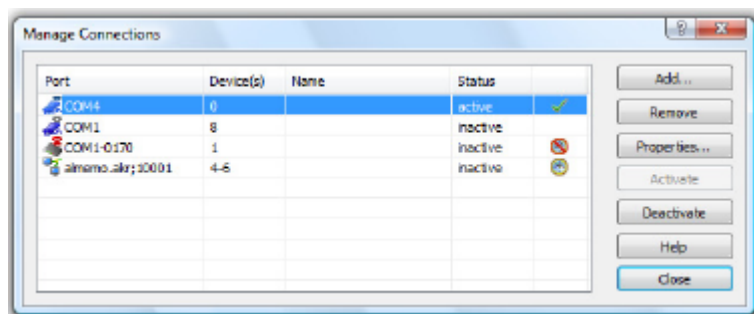 Manage Connections
Port Device(s) Name Status
COM4 0 active
COM1 8 inactive
COM1-0170 1 inactive
almemo.akr;10001 4-6 inactive
Add...
Remove
Properties...
Activate
Deactivate
Help
Close